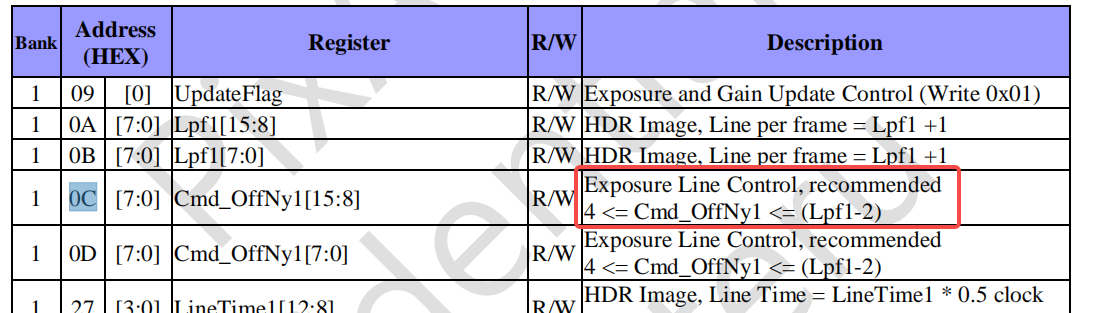 Bank Address (HEX) Register R/W Description
1 09 [0] UpdateFlag R/W Exposure and Gain Update Control (Write 0x01)
1 0A [7:0] Lpf1[15:8] R/W HDR Image, Line per frame = Lpf1 +1
1 0B [7:0] Lpf1[7:0] R/W HDR Image, Line per frame = Lpf1 +1
1 0C [7:0] Cmd_OffNy1[15:8] R/W Exposure Line Control, recommended
4 <= Cmd_OffNy1 <= (Lpf1-2)
1 0D [7:0] Cmd_OffNy1[7:0] R/W Exposure Line Control, recommended
4 <= Cmd_OffNy1 <= (Lpf1-2)
1 27 [3:0] LineTime1[12:8] R/W HDR Image, Line Time = LineTime1 * 0.5 clock